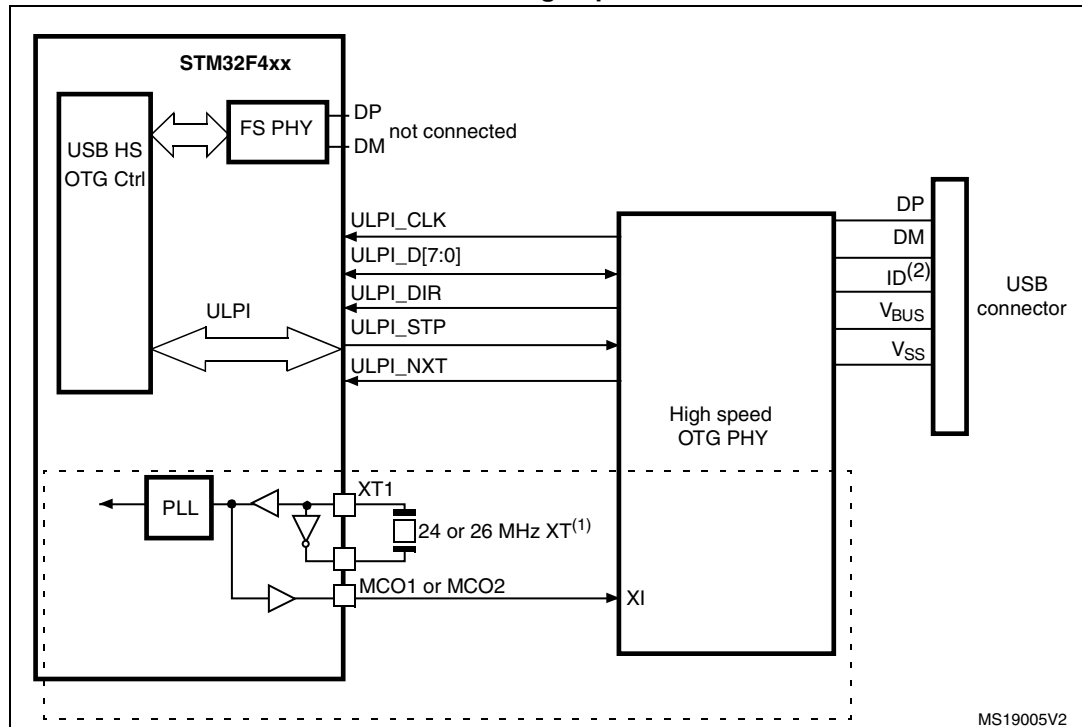 STM32F4xx
USB HS
OTG Ctrl
FS PHY
DP
DM
not connected
ULPI
ULPI_CLK
ULPI_D[7:0]
ULPI_DIR
ULPI_STP
ULPI_NXT
High speed
OTG PHY
DP
DM
ID(2)
VBUS
VSS
USB
connector
PLL
XT1
24 or 26 MHz XT(1)
MCO1 or MCO2
XI
MS19005V2